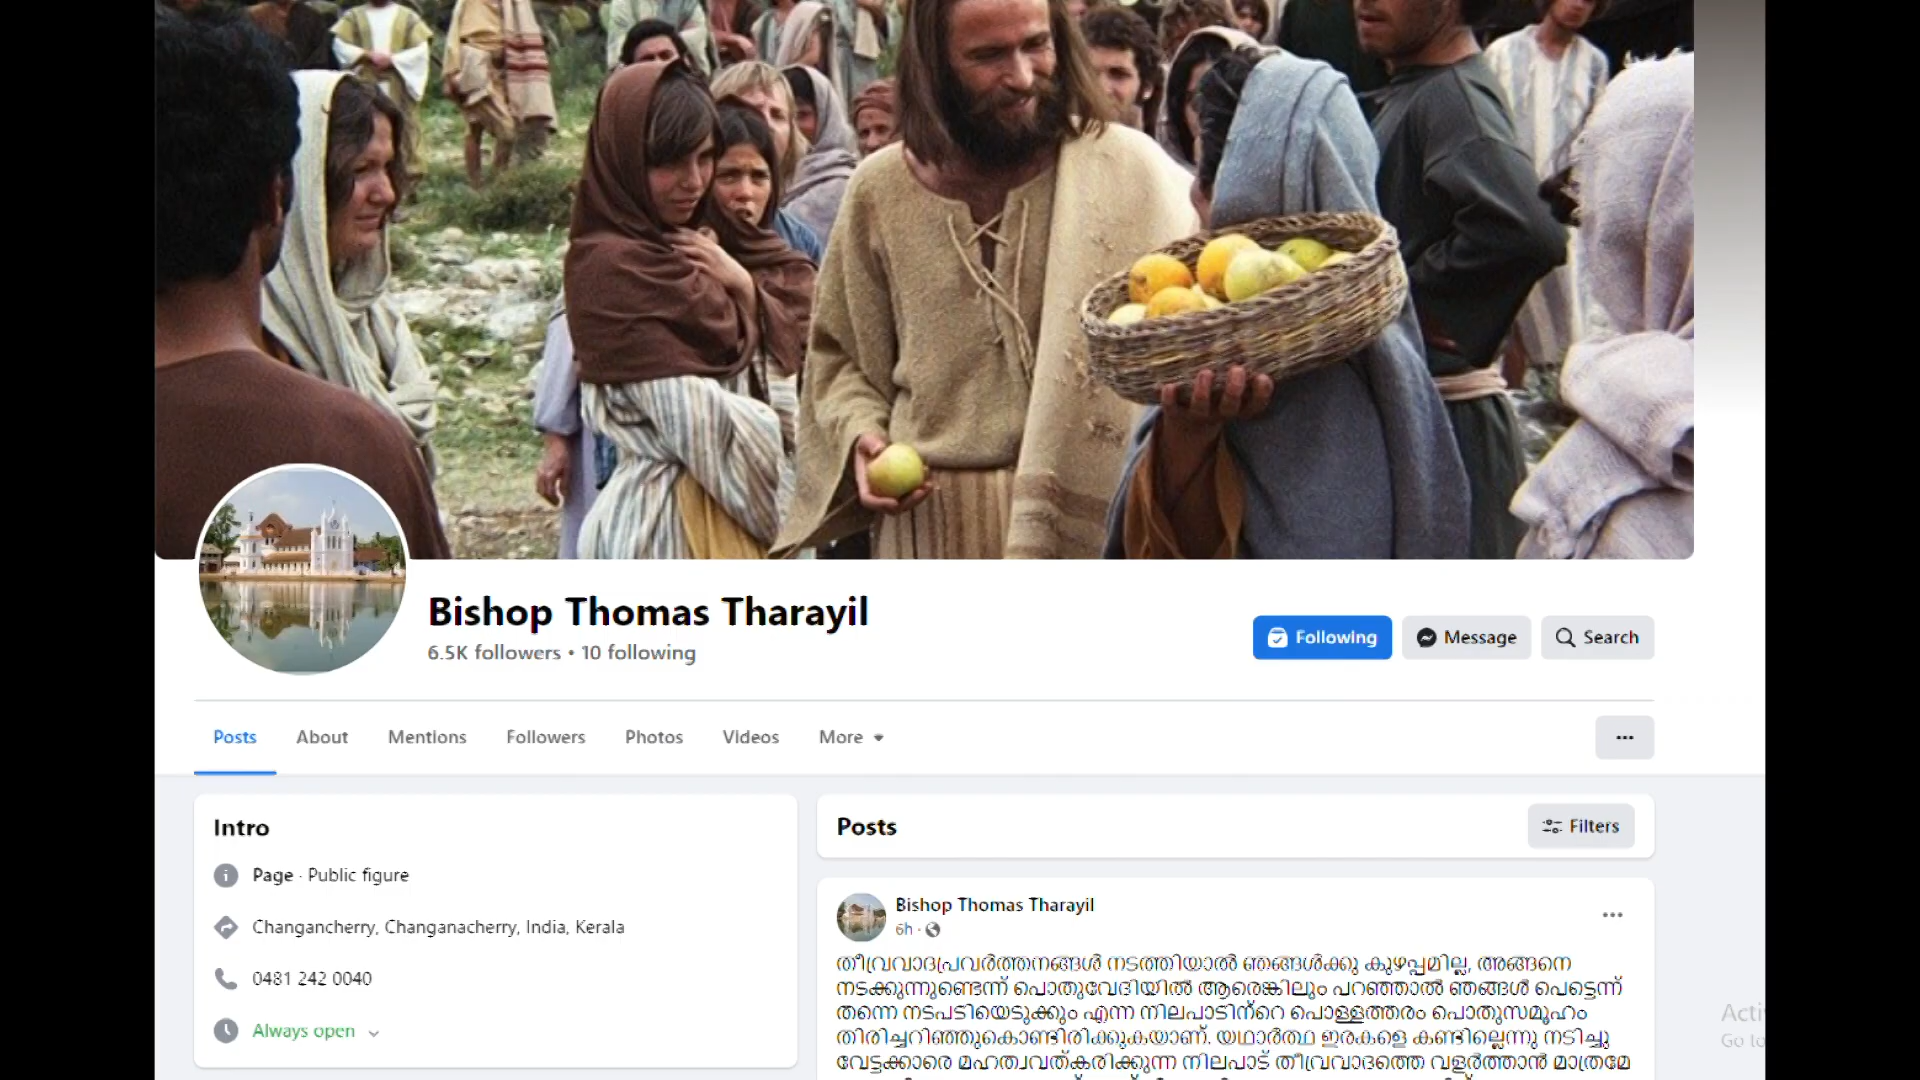 Bishop Thomas Tharayil
6.5K followers • 10 following
Following
Message
Search
Posts
About
Mentions
Followers
Photos
Videos
More
Intro
Page · Public figure
Changancherry, Changanacherry, India, Kerala
0481 242 0040
Always open
Posts
Filters
Bishop Thomas Tharayil
6h ·
തീവ്രവാദപ്രവർത്തനങ്ങൾ നടത്തിയാൽ ഞങ്ങൾക്കു കുഴപ്പമില്ല, അങ്ങനെ
നടക്കുന്നുണ്ടെന്ന് പൊതുവേദിയിൽ ആരെങ്കിലും പറഞ്ഞാൽ ഞങ്ങൾ പെട്ടെന്ന്
തന്നെ നടപടിയെടുക്കും എന്ന നിലപാടിന്റെ പൊള്ളത്തരം പൊതുസമൂഹം
തിരിച്ചറിഞ്ഞുകൊണ്ടിരിക്കുകയാണ്. യഥാർത്ഥ ഇരകളെ കണ്ടില്ലെന്നു നടിച്ചു
വേട്ടക്കാരെ മഹത്വവത്കരിക്കുന്ന നിലപാട് തീവ്രവാദത്തെ വളർത്താൻ മാത്രമേ
Acti
Go to